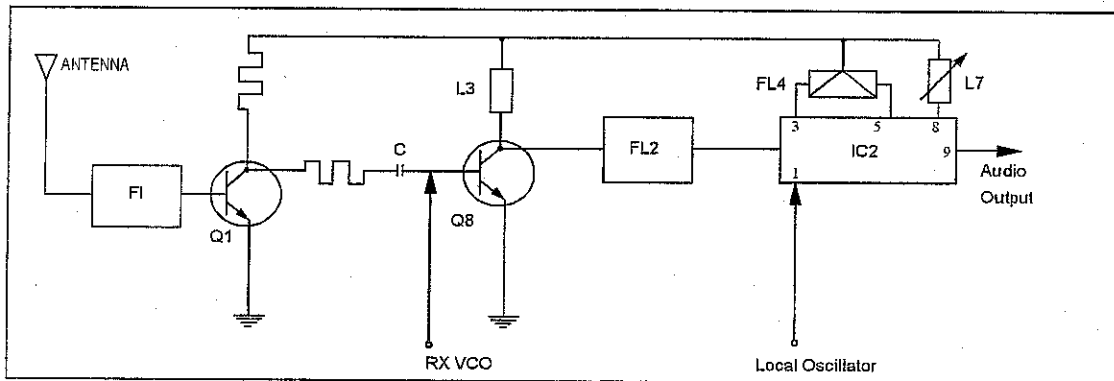 ANTENNA
FI
Q1
C
RX VCO
L3
Q8
FL2
FL4
L7
3
5
8
IC2
9
1
Audio
Output
Local Oscillator